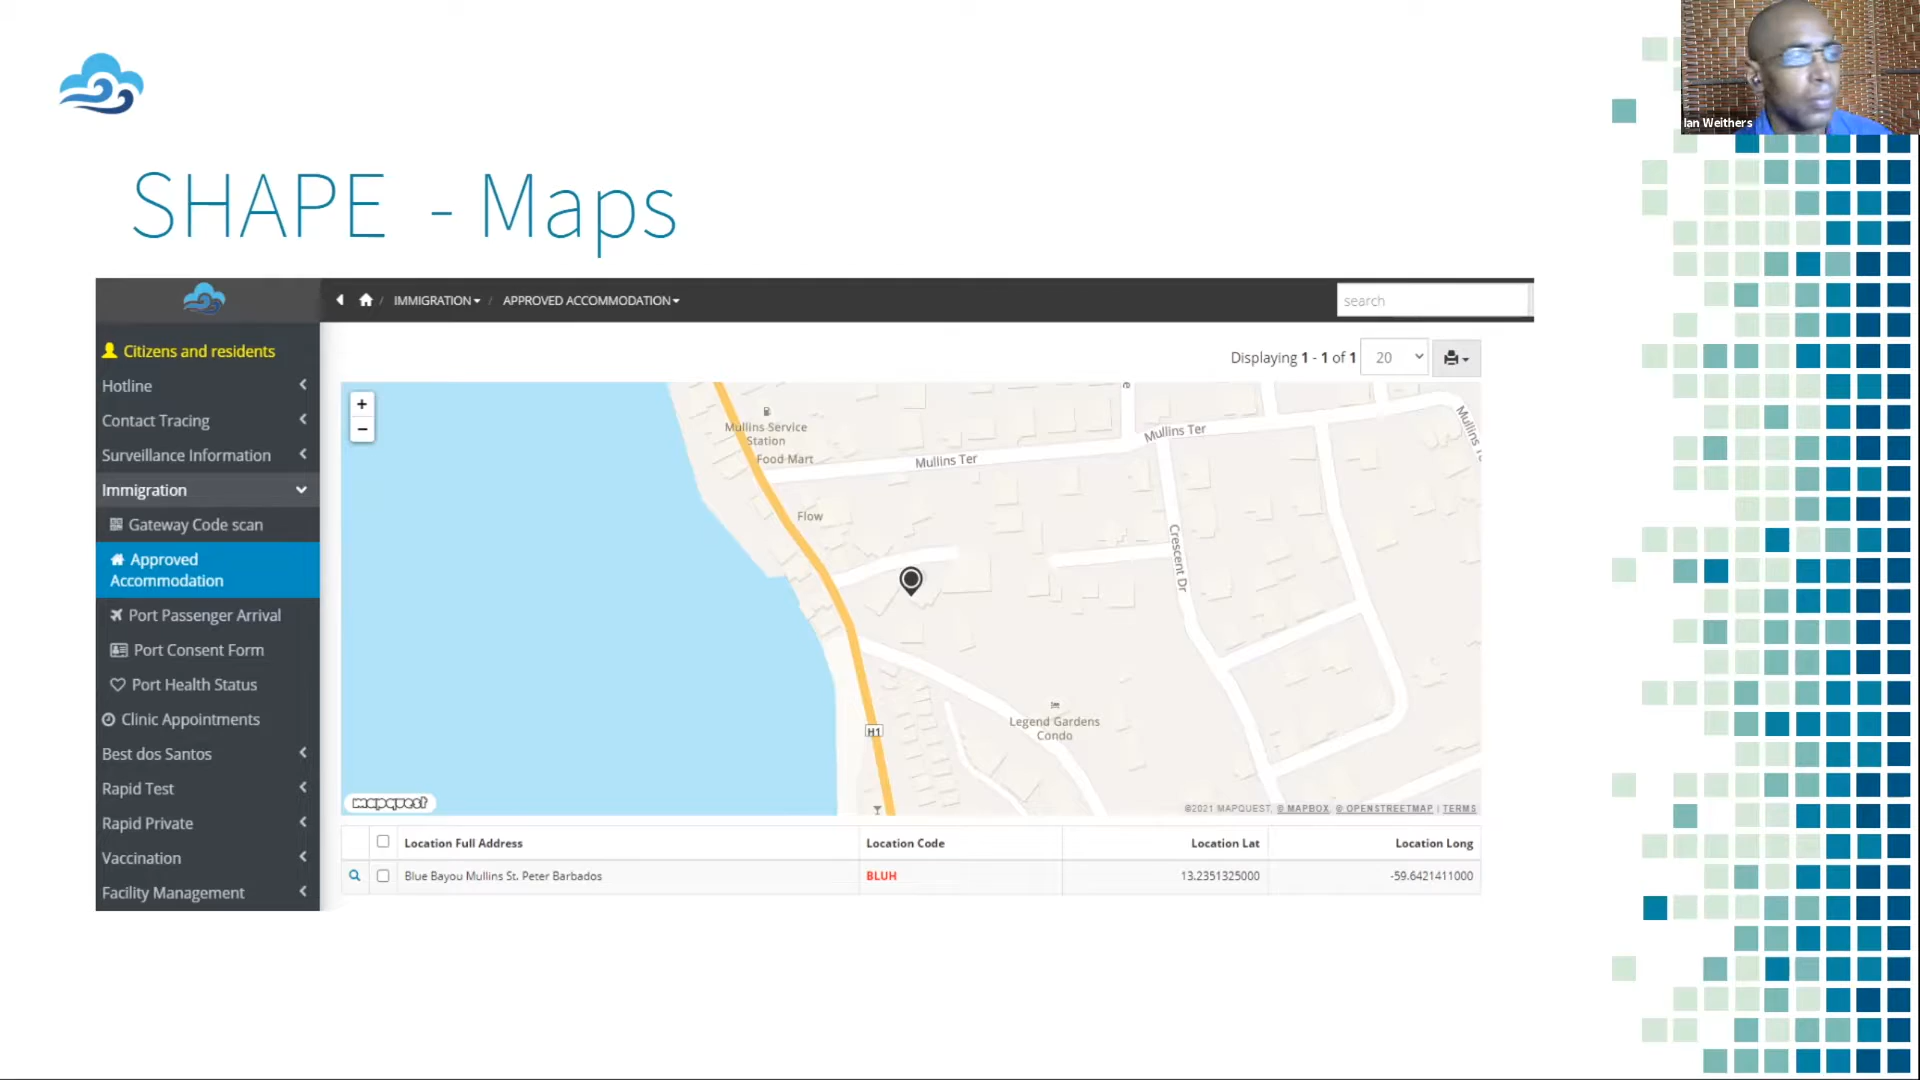 Ian Weithers
SHAPE - Maps
/ IMMIGRATION / APPROVED ACCOMMODATION
search
Citizens and residents
Hotline
Contact Tracing
Surveillance Information
Immigration
Gateway Code scan
Approved
Accommodation
Port Passenger Arrival
Port Consent Form
Port Health Status
Clinic Appointments
Best dos Santos
Rapid Test
Rapid Private
Vaccination
Facility Management
Displaying 1 - 1 of 1 20
+
−
Mullins Service
Station
Food Mart
Mullins Ter
Mullins Ter
Flow
Crescent Dr
Legend Gardens
Condo
H1
mapquest
©2021 MAPQUEST, © MAPBOX, © OPENSTREETMAP | TERMS
Location Full Address Location Code Location Lat Location Long
Blue Bayou Mullins St. Peter Barbados BLUH 13.2351325000 -59.6421411000